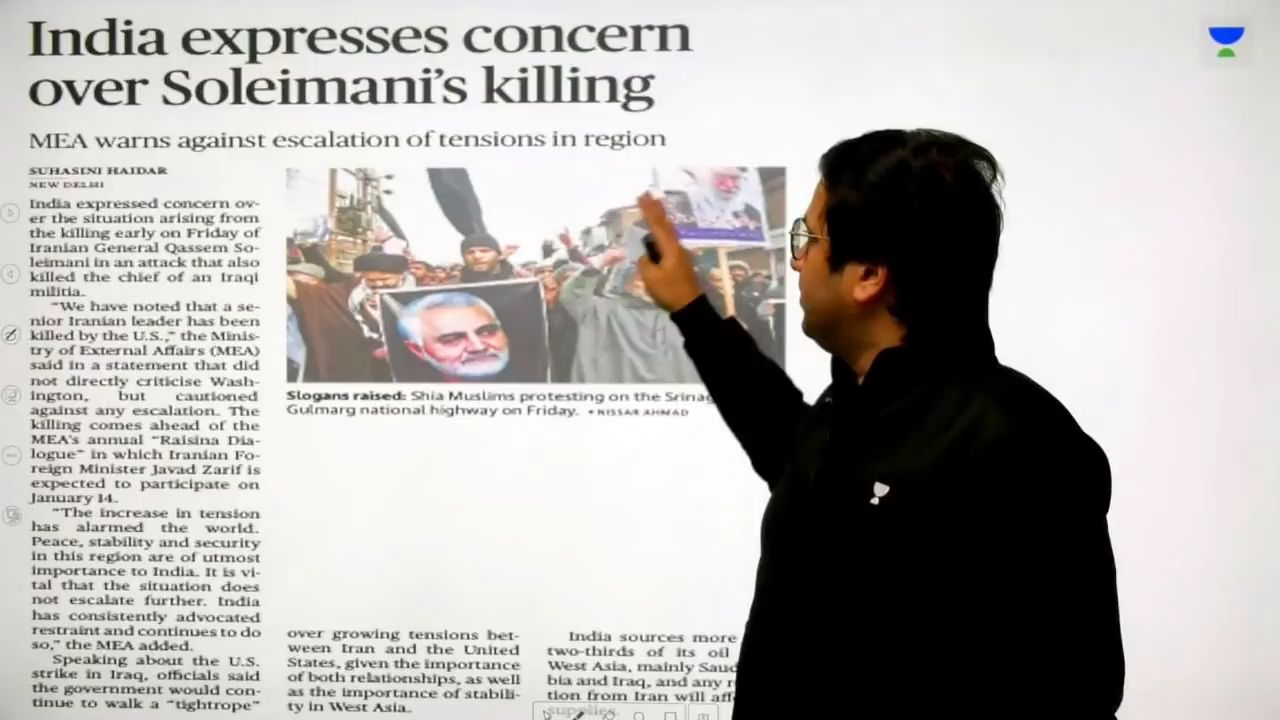 India expresses concern
over Soleimani's killing
MEA warns against escalation of tensions in region
SUHASINI HAIDAR
NEW DELHI
India expressed concern ov-
er the situation arising from
the killing early on Friday of
Iranian General Qassem So-
leimani in an attack that also
killed the chief of an Iraqi
militia.
"We have noted that a se-
nior Iranian leader has been
killed by the U.S.," the Minis-
try of External Affairs (MEA)
said in a statement that did
not directly criticise Wash-
ington, but cautioned
against any escalation. The
killing comes ahead of the
MEA's annual "Raisina Dia-
logue" in which Iranian Fo-
reign Minister Javad Zarif is
expected to participate on
January 14.
"The increase in tension
has alarmed the world.
Peace, stability and security
in this region are of utmost
importance to India. It is vi-
tal that the situation does
not escalate further. India
has consistently advocated
restraint and continues to do
so," the MEA added.
Speaking about the U.S.
strike in Iraq, officials said
the government would con-
tinue to walk a "tightrope"
Slogans raised: Shia Muslims protesting on the Srinag
Gulmarg national highway on Friday. • NISSAR AHMAD
over growing tensions bet-
ween Iran and the United
States, given the importance
of both relationships, as well
as the importance of stabili-
ty in West Asia.
India sources more
two-thirds of its oil
West Asia, mainly Saud
bia and Iraq, and any r
tion from Iran will aff
supplies.